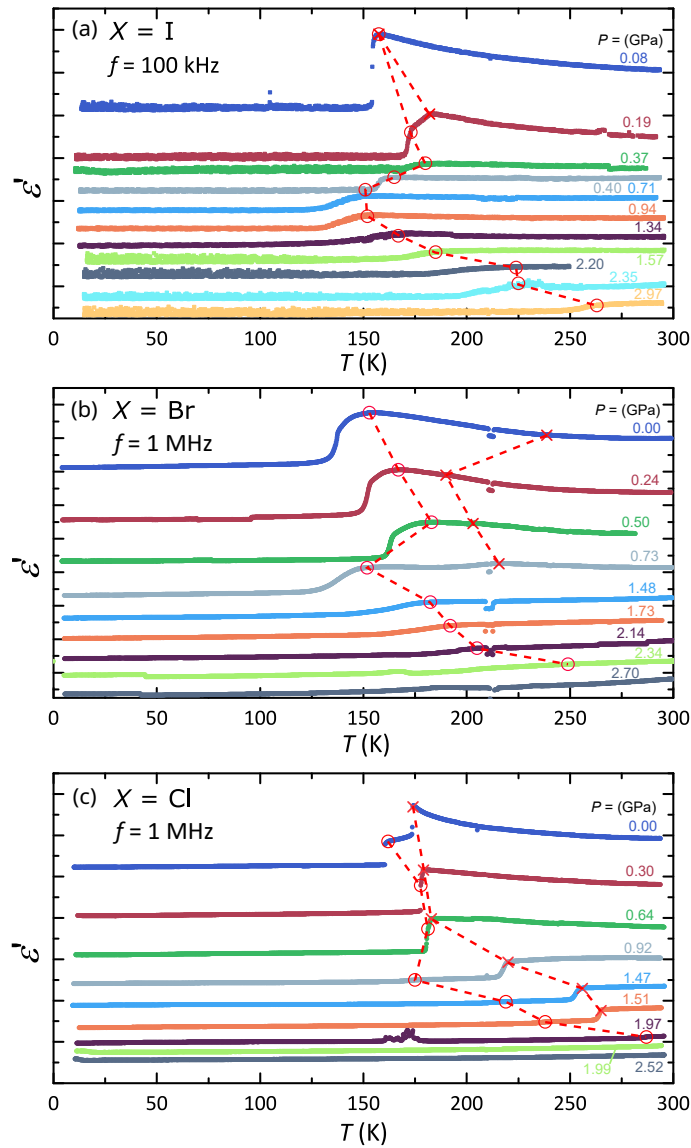 (a) X = I
P = (GPa)
f = 100 kHz
0.08
0.19
0.37
0.40 0.71
0.94
1.34
1.57
2.20
2.35
2.97
ε'
0 50 100 150 200 250 300
T (K)
(b) X = Br
P = (GPa)
f = 1 MHz
0.00
0.24
0.50
0.73
1.48
1.73
2.14
2.34
2.70
ε'
0 50 100 150 200 250 300
T (K)
(c) X = Cl
P = (GPa)
f = 1 MHz
0.00
0.30
0.64
0.92
1.47
1.51
1.97
1.99
2.52
ε'
0 50 100 150 200 250 300
T (K)